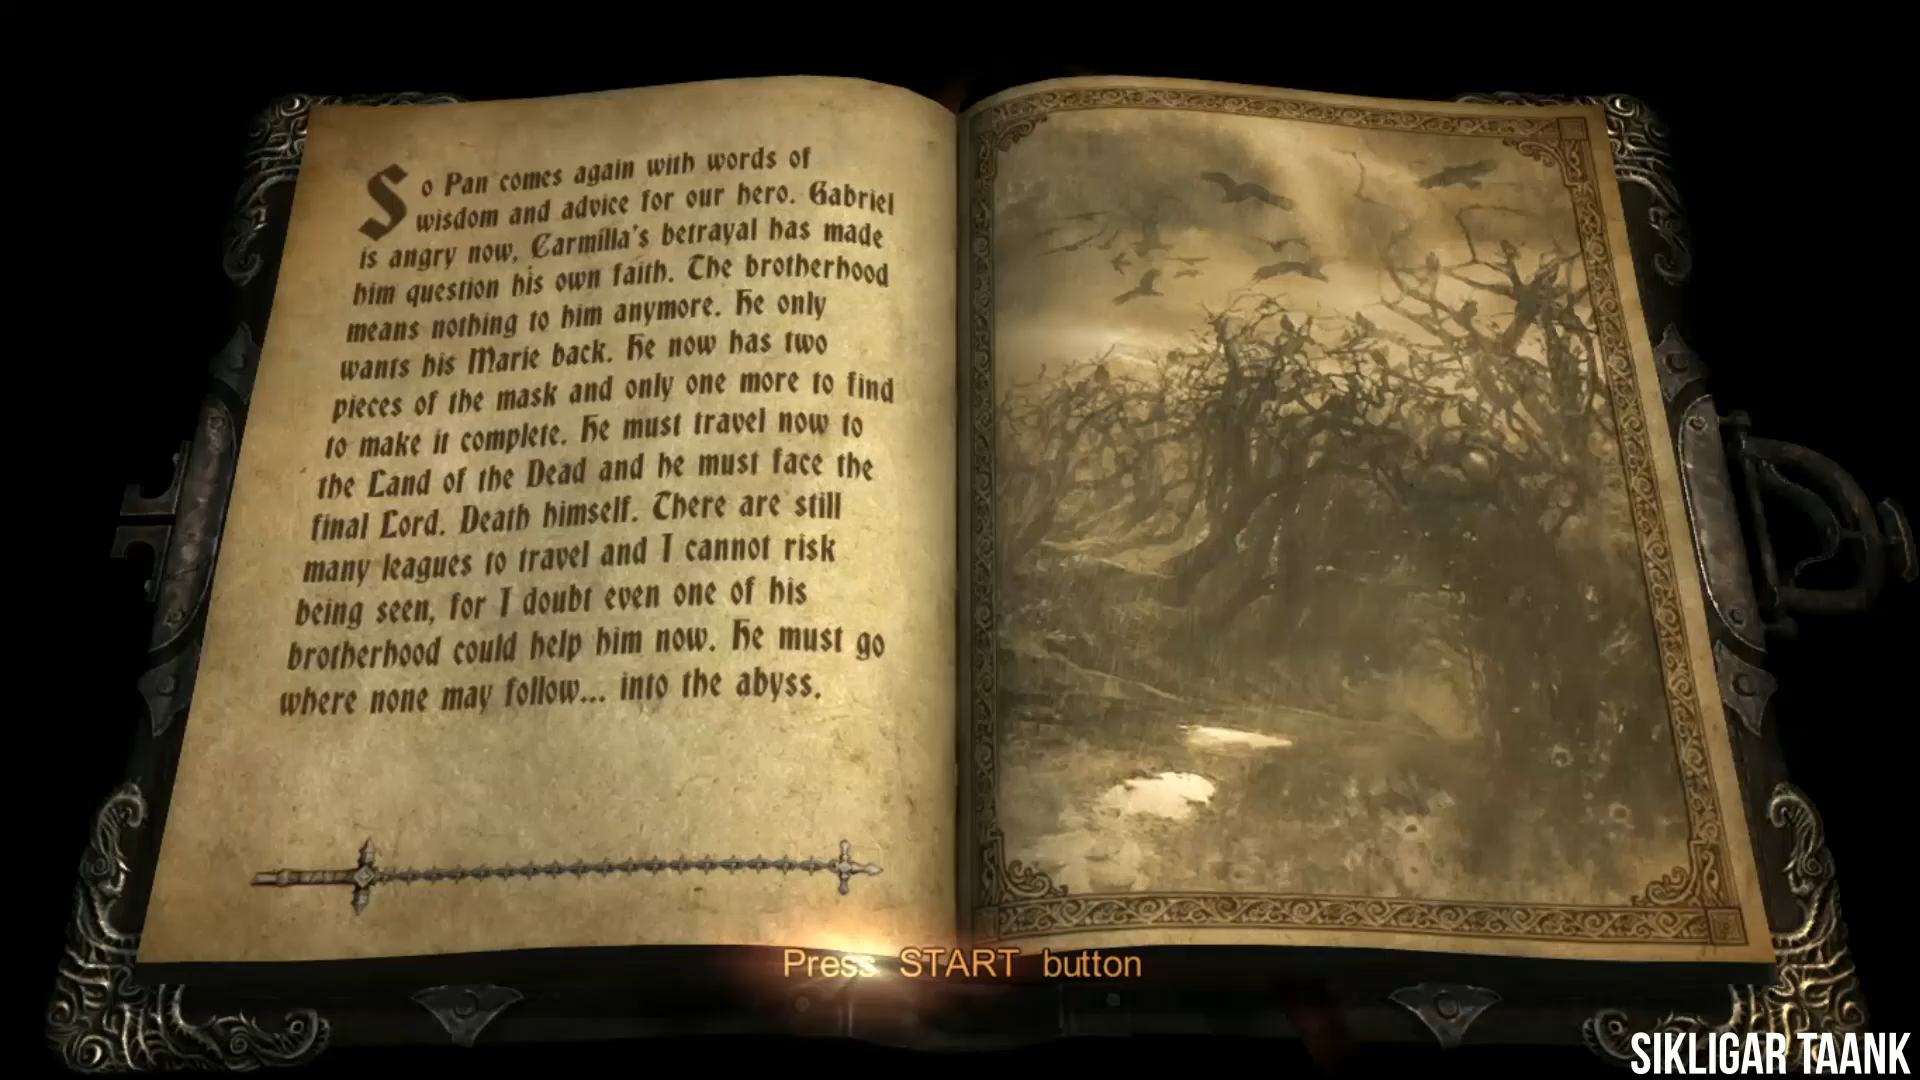 So Pan comes again with words of
wisdom and advice for our hero. Gabriel
is angry now, Carmilla's betrayal has made
him question his own faith. The brotherhood
means nothing to him anymore. He only
wants his Marie back. He now has two
pieces of the mask and only one more to find
to make it complete. He must travel now to
the Land of the Dead and he must face the
final Lord. Death himself. There are still
many leagues to travel and I cannot risk
being seen, for I doubt even one of his
brotherhood could help him now. He must go
where none may follow... into the abyss.
Press START button
SIKLIGAR TAANK